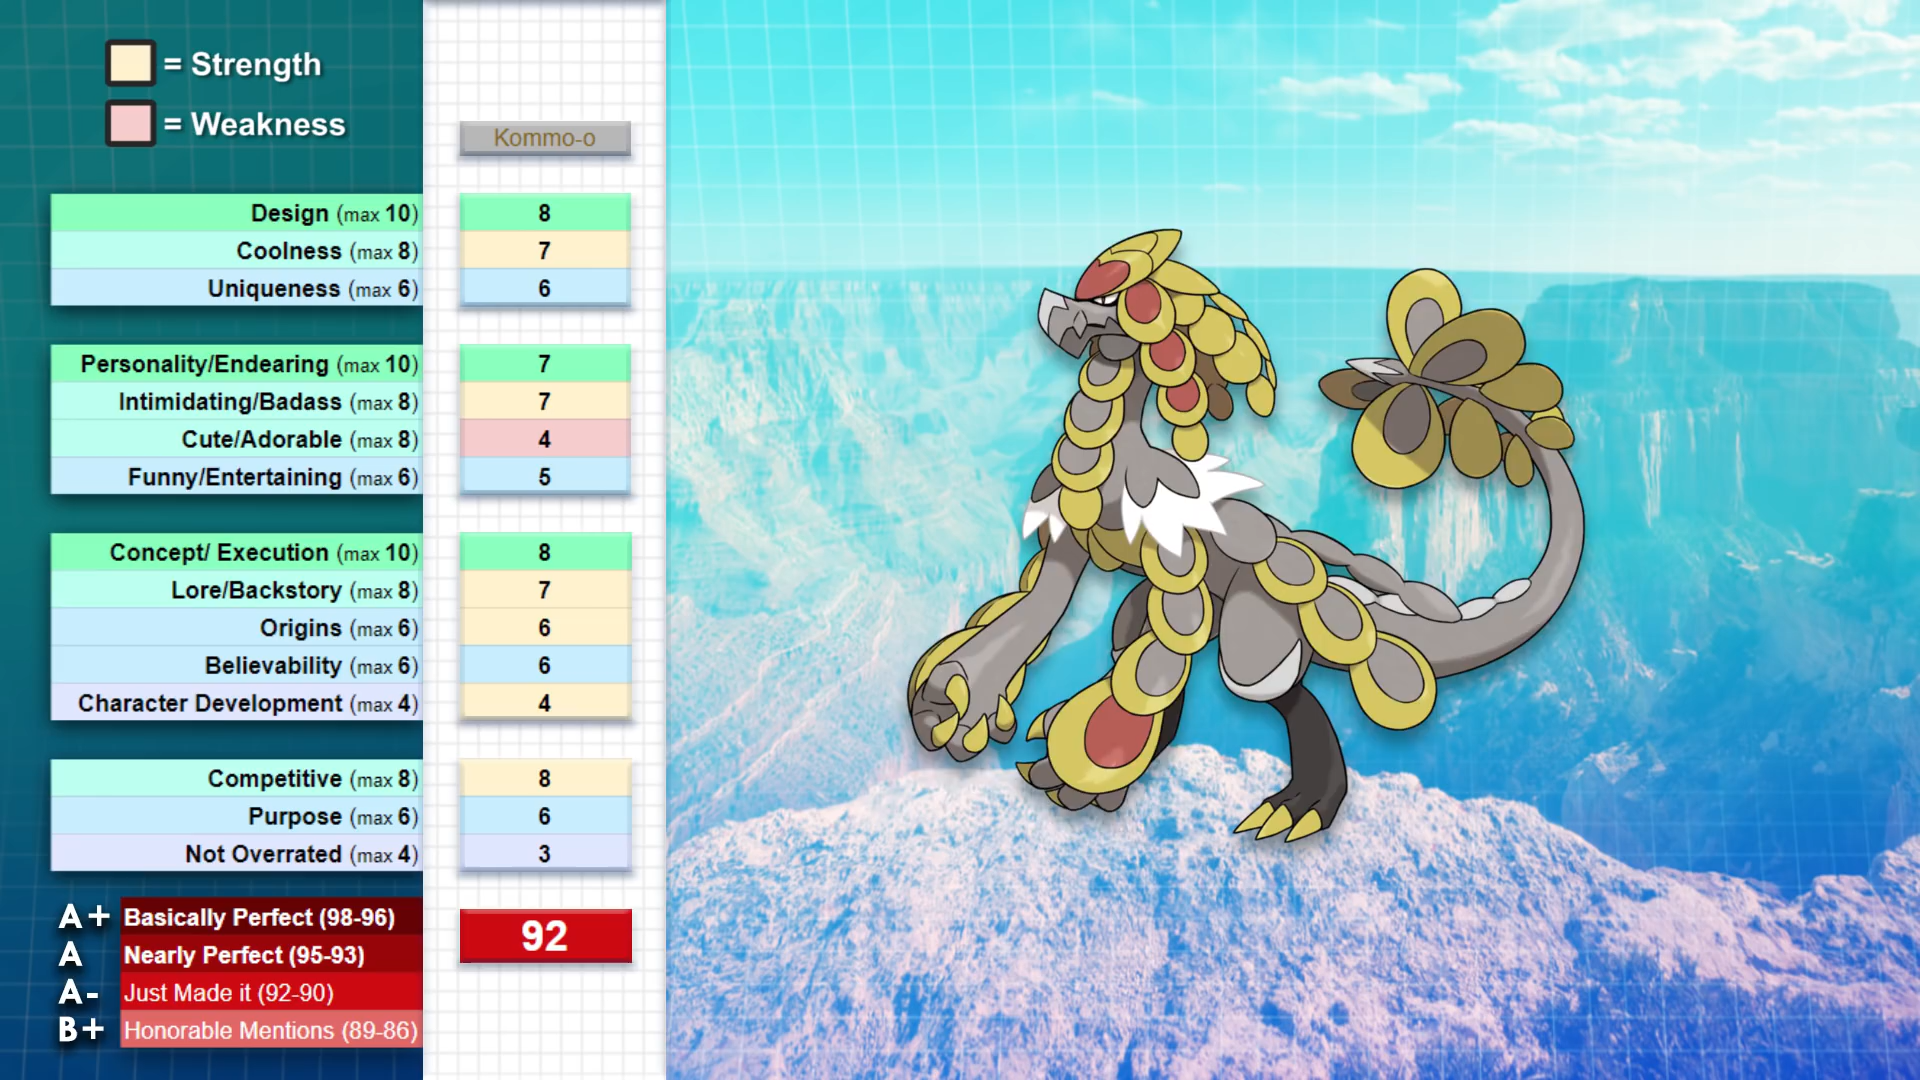 = Strength
= Weakness
Kommo-o
Design (max 10) 8
Coolness (max 8) 7
Uniqueness (max 6) 6
Personality/Endearing (max 10) 7
Intimidating/Badass (max 8) 7
Cute/Adorable (max 8) 4
Funny/Entertaining (max 6) 5
Concept/ Execution (max 10) 8
Lore/Backstory (max 8) 7
Origins (max 6) 6
Believability (max 6) 6
Character Development (max 4) 4
Competitive (max 8) 8
Purpose (max 6) 6
Not Overrated (max 4) 3
A+ Basically Perfect (98-96)
92
A Nearly Perfect (95-93)
A- Just Made it (92-90)
B+ Honorable Mentions (89-86)